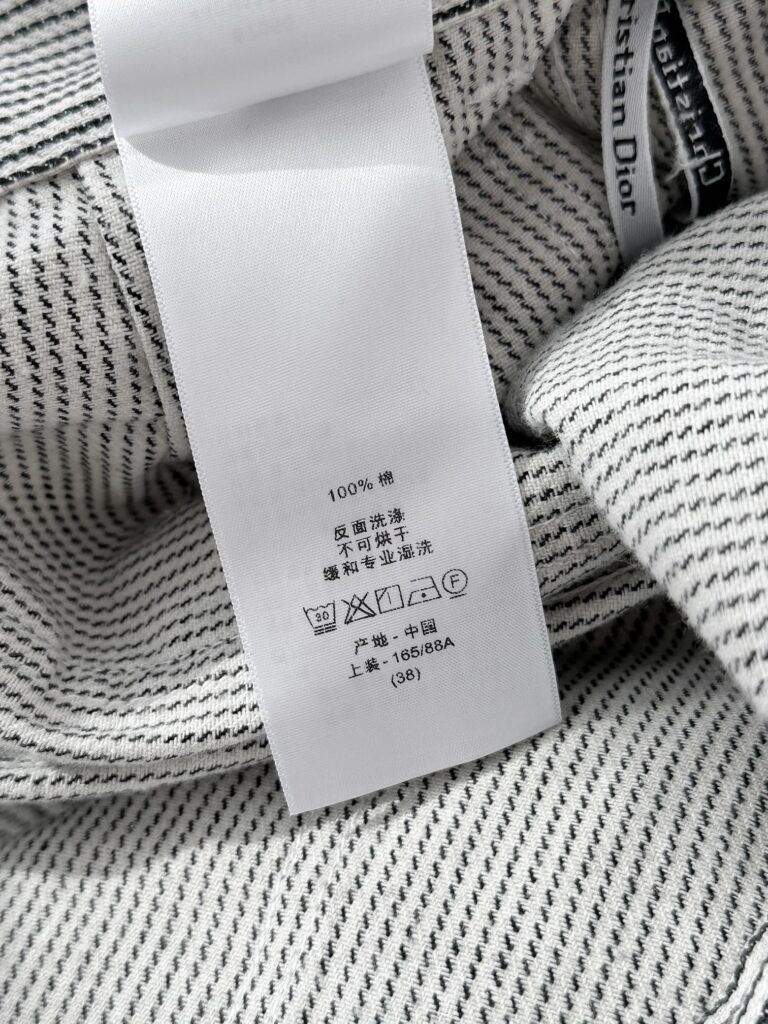 ristian Dior
Christian
100% 棉
反面洗涤
不可烘干
缓和专业湿洗
30 F
产地 - 中国
上装 - 165/88A
(38)